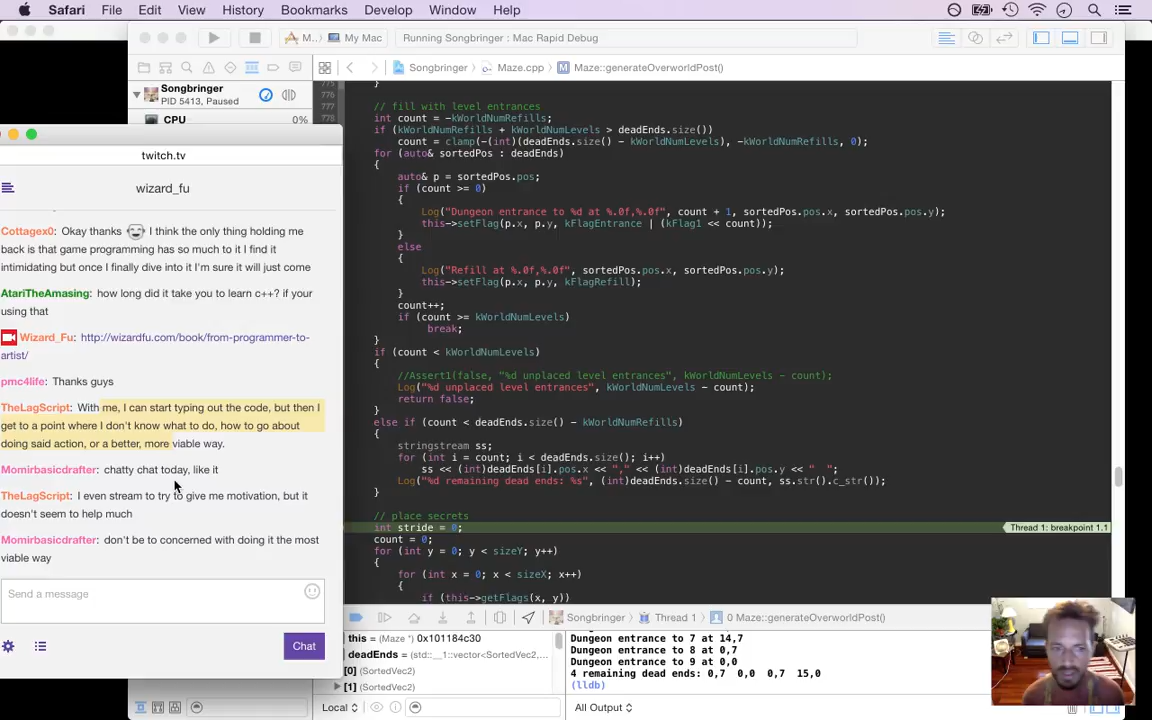 Safari File Edit View History Bookmarks Develop Window Help
M... My Mac Running Songbringer : Mac Rapid Debug
Songbringer Maze.cpp M Maze::generateOverworldPost()
Songbringer
PID 5413, Paused
CPU 0%
twitch.tv
wizard_fu
Cottagex0: Okay thanks I think the only thing holding me
back is that game programming has so much to it I find it
intimidating but once I finally dive into it I'm sure it will just come
AtariTheAmasing: how long did it take you to learn c++? if your
using that
Wizard_Fu: http://wizardfu.com/book/from-programmer-to-
artist/
pmc4life: Thanks guys
TheLagScript: With me, I can start typing out the code, but then I
get to a point where I don't know what to do, how to go about
doing said action, or a better, more viable way.
Momirbasicdrafter: chatty chat today, like it
TheLagScript: I even stream to try to give me motivation, but it
doesn't seem to help much
Momirbasicdrafter: don't be to concerned with doing it the most
viable way
Send a message
Chat
775 }
776
777 // fill with level entrances
778 int count = -kWorldNumRefills;
if (kWorldNumRefills + kWorldNumLevels > deadEnds.size())
count = clamp(-(int)(deadEnds.size() - kWorldNumLevels), -kWorldNumRefills, 0);
for (auto& sortedPos : deadEnds)
{
auto& p = sortedPos.pos;
if (count >= 0)
{
Log("Dungeon entrance to %d at %.0f,%.0f", count + 1, sortedPos.pos.x, sortedPos.pos.y);
this->setFlag(p.x, p.y, kFlagEntrance | (kFlag1 << count));
}
else
{
Log("Refill at %.0f,%.0f", sortedPos.pos.x, sortedPos.pos.y);
this->setFlag(p.x, p.y, kFlagRefill);
}
count++;
if (count >= kWorldNumLevels)
break;
}
if (count < kWorldNumLevels)
{
//Assert1(false, "%d unplaced level entrances", kWorldNumLevels - count);
Log("%d unplaced level entrances", kWorldNumLevels - count);
return false;
}
else if (count < deadEnds.size() - kWorldNumRefills)
{
stringstream ss;
for (int i = count; i < deadEnds.size(); i++)
ss << (int)deadEnds[i].pos.x << "," << (int)deadEnds[i].pos.y << "  ";
Log("%d remaining dead ends: %s", (int)deadEnds.size() - count, ss.str().c_str());
}
// place secrets
int stride = 0; Thread 1: breakpoint 1.1
count = 0;
for (int y = 0; y < sizeY; y++)
{
for (int x = 0; x < sizeX; x++)
{
if (this->getFlags(x, y))
Songbringer Thread 1 0 Maze::generateOverworldPost()
this = (Maze *) 0x101184c30
deadEnds = (std::__1::vector<SortedVec2,...
[0] (SortedVec2)
[1] (SortedVec2)
Local
Dungeon entrance to 7 at 14,7
Dungeon entrance to 8 at 0,7
Dungeon entrance to 9 at 0,0
4 remaining dead ends: 0,7 0,0 7,0 15,0
(lldb)
All Output